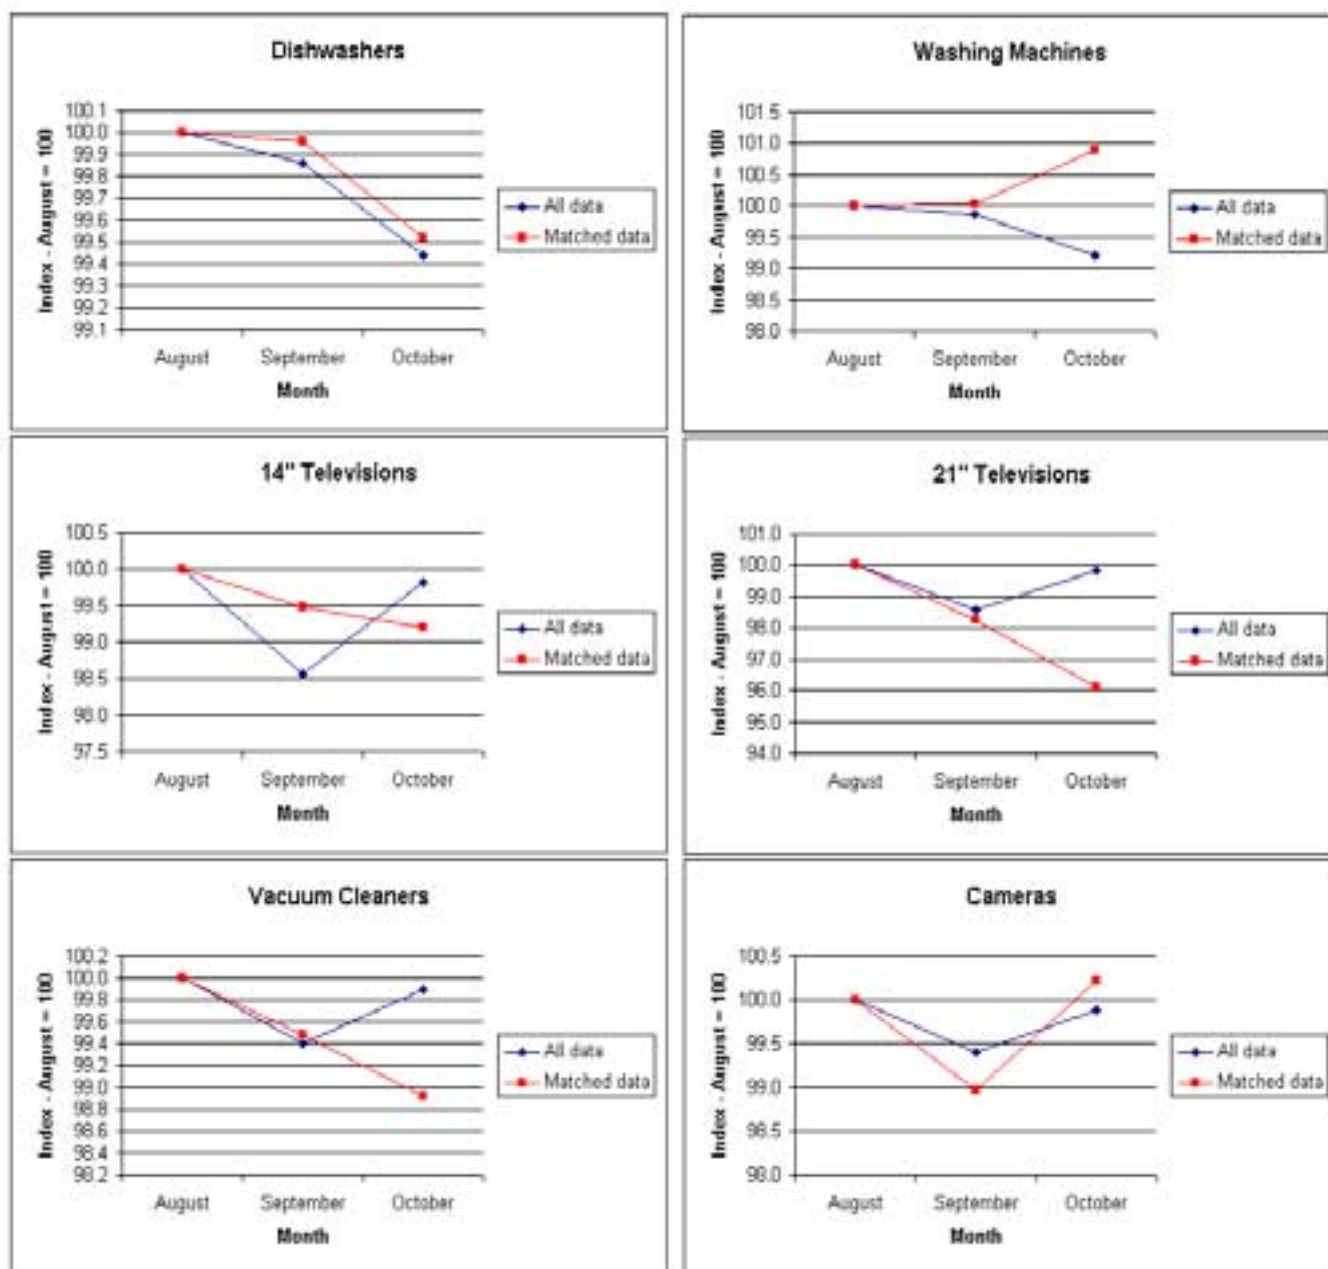 Dishwashers
Index - August = 100
100.1
100.0
99.9
99.8
99.7
99.6
99.5
99.4
99.3
99.2
99.1
August September October
Month
All data
Matched data
Washing Machines
Index - August = 100
101.5
101.0
100.5
100.0
99.5
99.0
98.5
98.0
August September October
Month
All data
Matched data
14" Televisions
Index - August = 100
100.5
100.0
99.5
99.0
98.5
98.0
97.5
August September October
Month
All data
Matched data
21" Televisions
Index - August = 100
101.0
100.0
99.0
98.0
97.0
96.0
95.0
94.0
August September October
Month
All data
Matched data
Vacuum Cleaners
Index - August = 100
100.2
100.0
99.8
99.6
99.4
99.2
99.0
98.8
98.6
98.4
98.2
August September October
Month
All data
Matched data
Cameras
Index - August = 100
100.5
100.0
99.5
99.0
98.5
98.0
August September October
Month
All data
Matched data